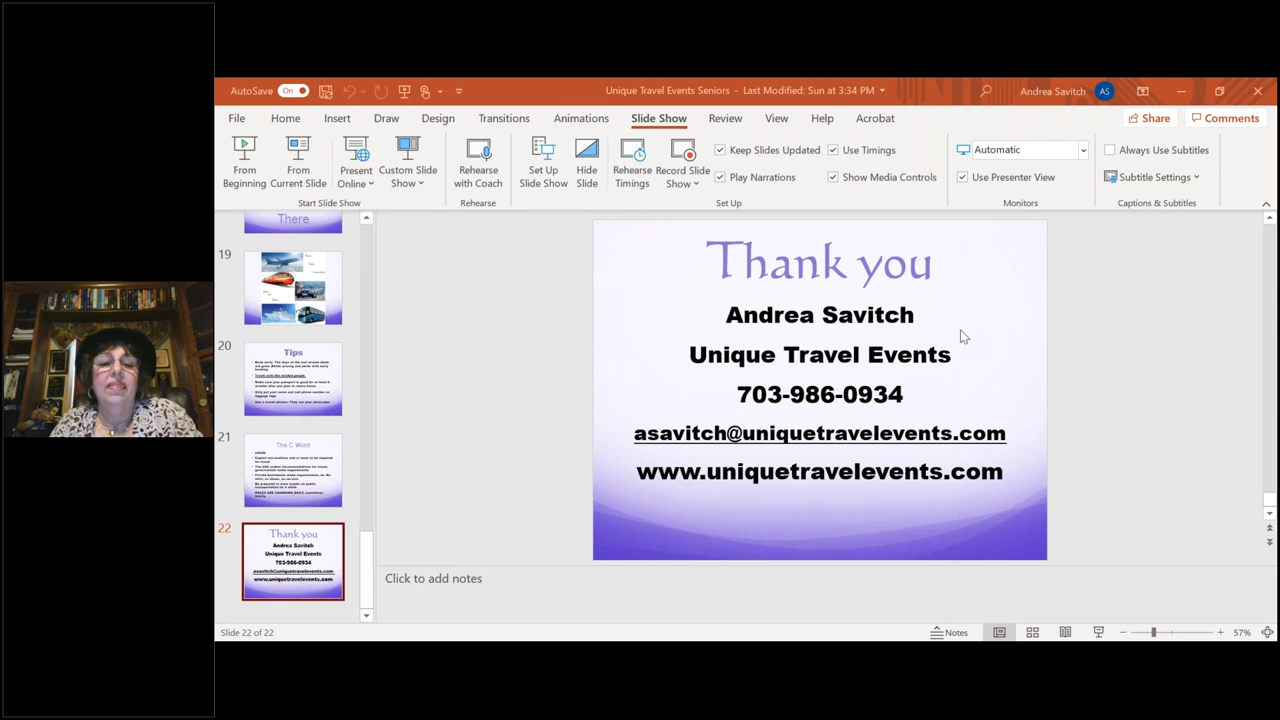 AutoSave On Unique Travel Events Seniors - Last Modified: Sun at 3:34 PM Andrea Savitch AS
File Home Insert Draw Design Transitions Animations Slide Show Review View Help Acrobat Share Comments
From Beginning
From Current Slide
Present Online
Custom Slide Show
Start Slide Show
Rehearse with Coach
Rehearse
Set Up Slide Show
Hide Slide
Rehearse Timings
Record Slide Show
Keep Slides Updated
Use Timings
Play Narrations
Show Media Controls
Set Up
Automatic
Use Presenter View
Monitors
Always Use Subtitles
Subtitle Settings
Captions & Subtitles
There
19
20
Tips
Travel with like minded people.
21
The C Word
22
Thank you
Andrea Savitch
Unique Travel Events
703-986-0934
asavitch@uniquetravelevents.com
www.uniquetravelevents.com
Thank you
Andrea Savitch
Unique Travel Events
703-986-0934
asavitch@uniquetravelevents.com
www.uniquetravelevents.com
Click to add notes
Slide 22 of 22 Notes 57%